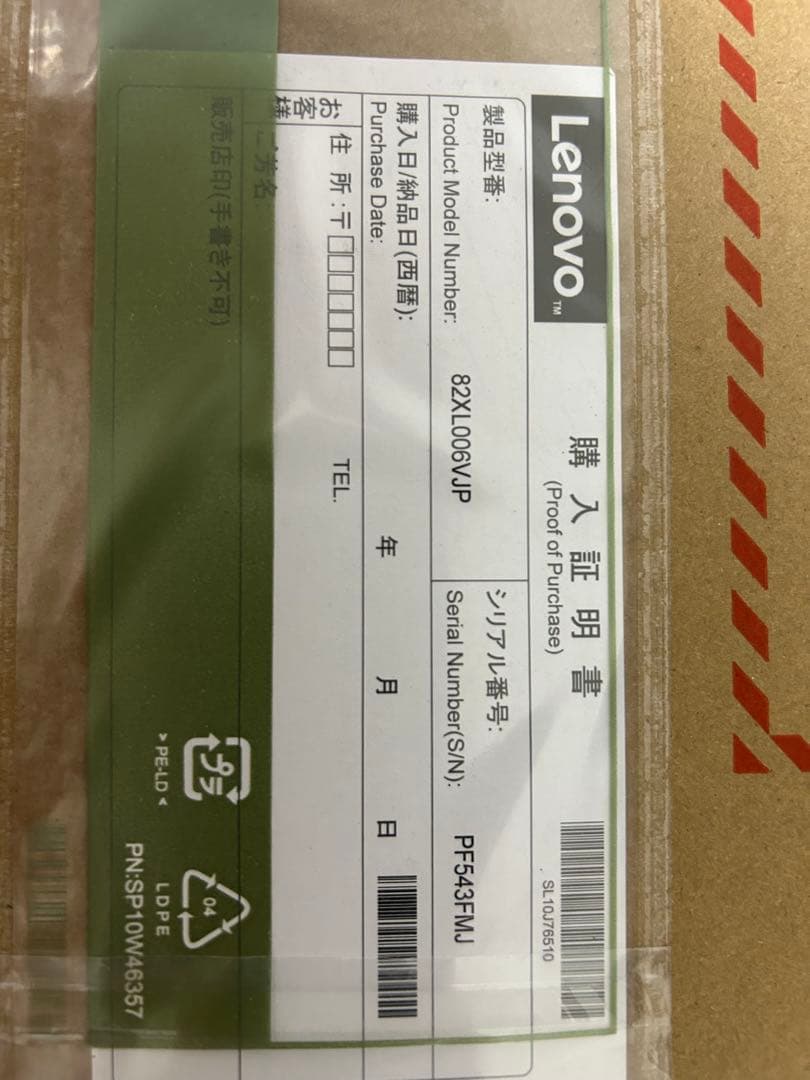 Lenovo™
購入証明書
(Proof of Purchase)
SL10J76510
製品型番:
Product Model Number: 82XL006VJP
シリアル番号:
Serial Number(S/N): PF543FMJ
購入日/納品日(西暦):
Purchase Date:
年 月 日
お客様
住 所:〒□□□□□□□ TEL.
芳名
販売店印(手書き不可)
プラ
>PE-LD<
04
LDPE
PN:SP10W46357